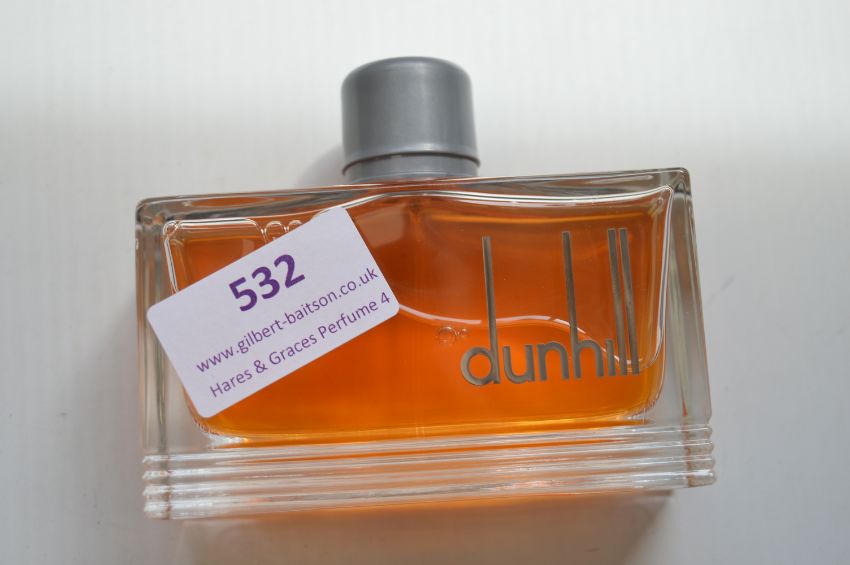 532
www.gilbert-baitson.co.uk
Hares & Graces Perfume 4
dunhill